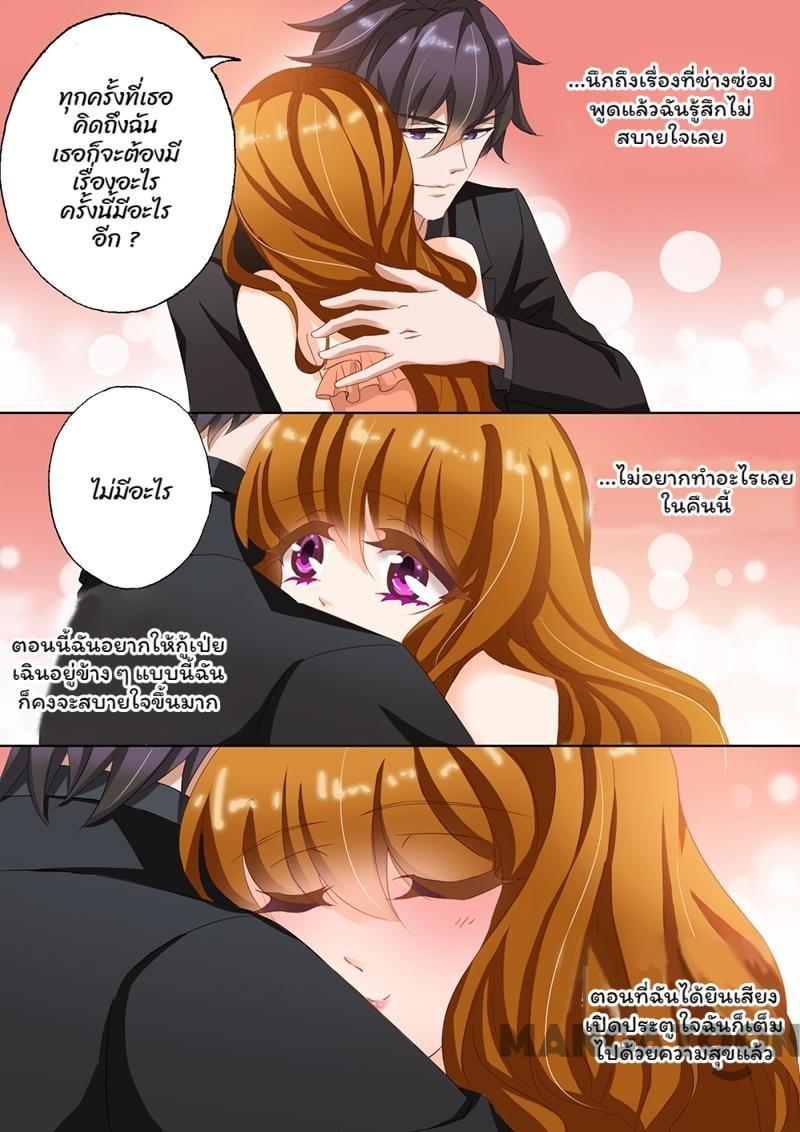 ทุกครั้งที่เธอ
คิดถึงฉัน
เธอก็จะต้องมี
เรื่องอะไร
ครั้งนี้มีอะไร
อีก ?
...นึกถึงเรื่องที่ช่างซ่อม
พูดแล้วฉันรู้สึกไม่
สบายใจเลย
ไม่มีอะไร
...ไม่อยากทำอะไรเลย
ในคืนนี้
ตอนนี้ฉันอยากให้กู้เป่ย
เฉินอยู่ข้าง ๆ แบบนี้ฉัน
ก็คงจะสบายใจขึ้นมาก
ตอนที่ฉันได้ยินเสียง
เปิดประตู ใจฉันก็เต็ม
ไปด้วยความสุขแล้ว